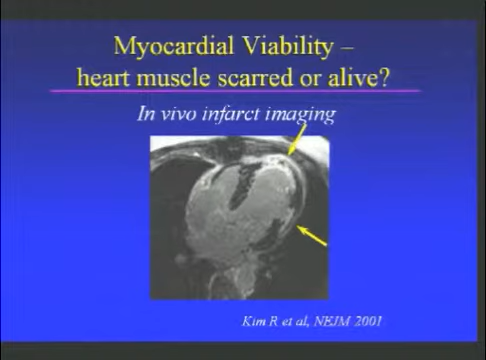 Myocardial Viability –
heart muscle scarred or alive?
In vivo infarct imaging
Kim R et al, NEJM 2001